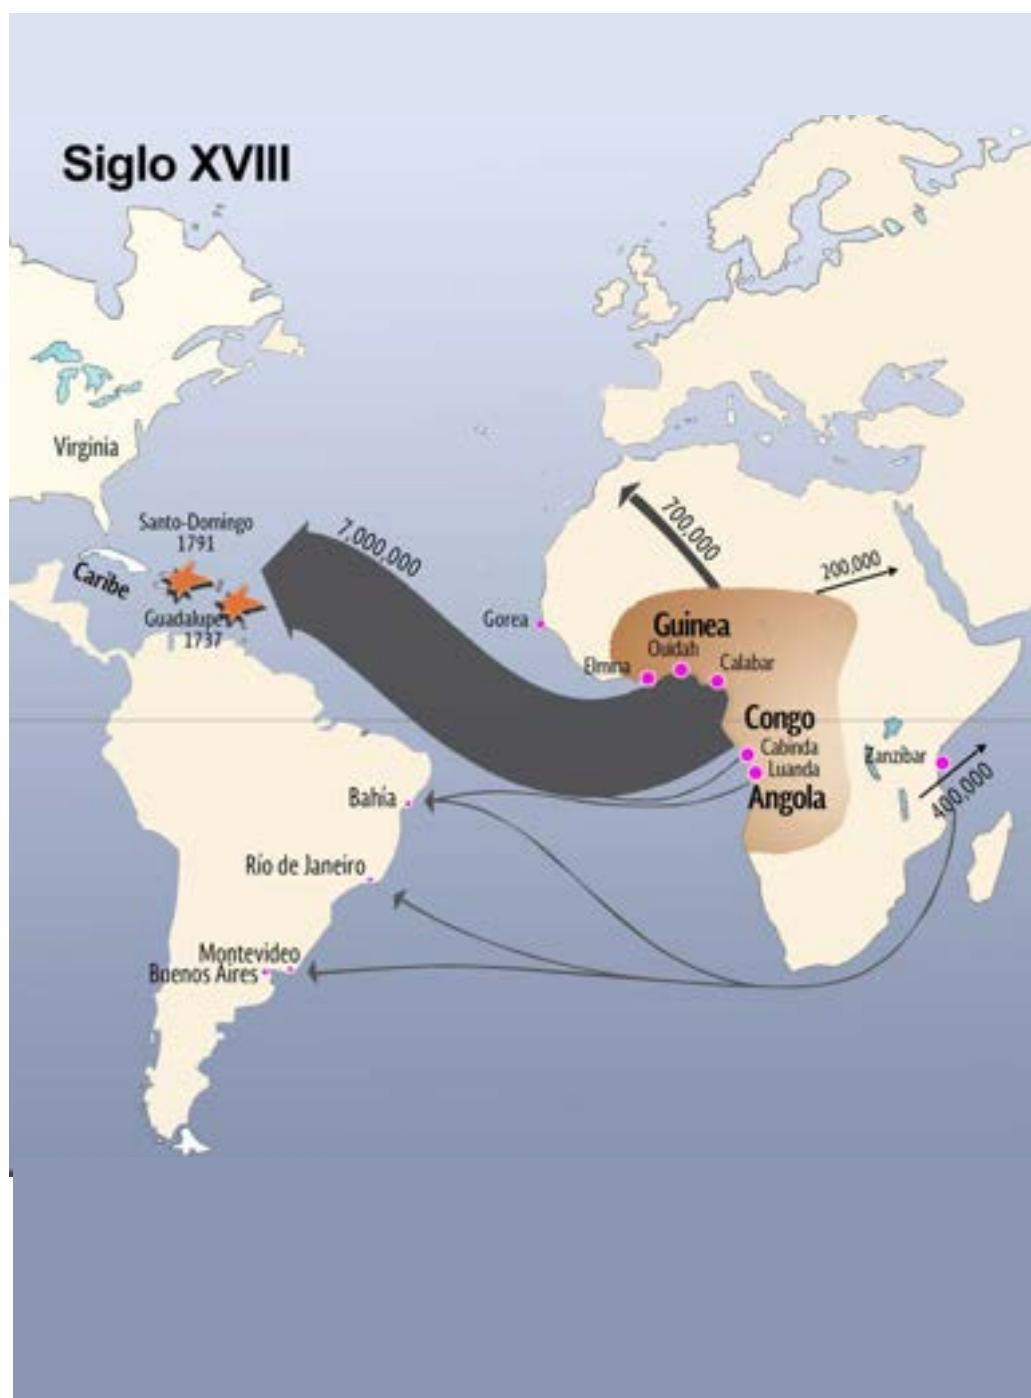 Siglo XVIII
Virginia
Santo-Domingo
1791
Caribe
Guadalupe
1737
7,000,000
700,000
200,000
Gorea
Guinea
Ouidah
Elmina
Calabar
Congo
Cabinda
Luanda
Angola
Zanzíbar
400,000
Bahía
Río de Janeiro
Montevideo
Buenos Aires